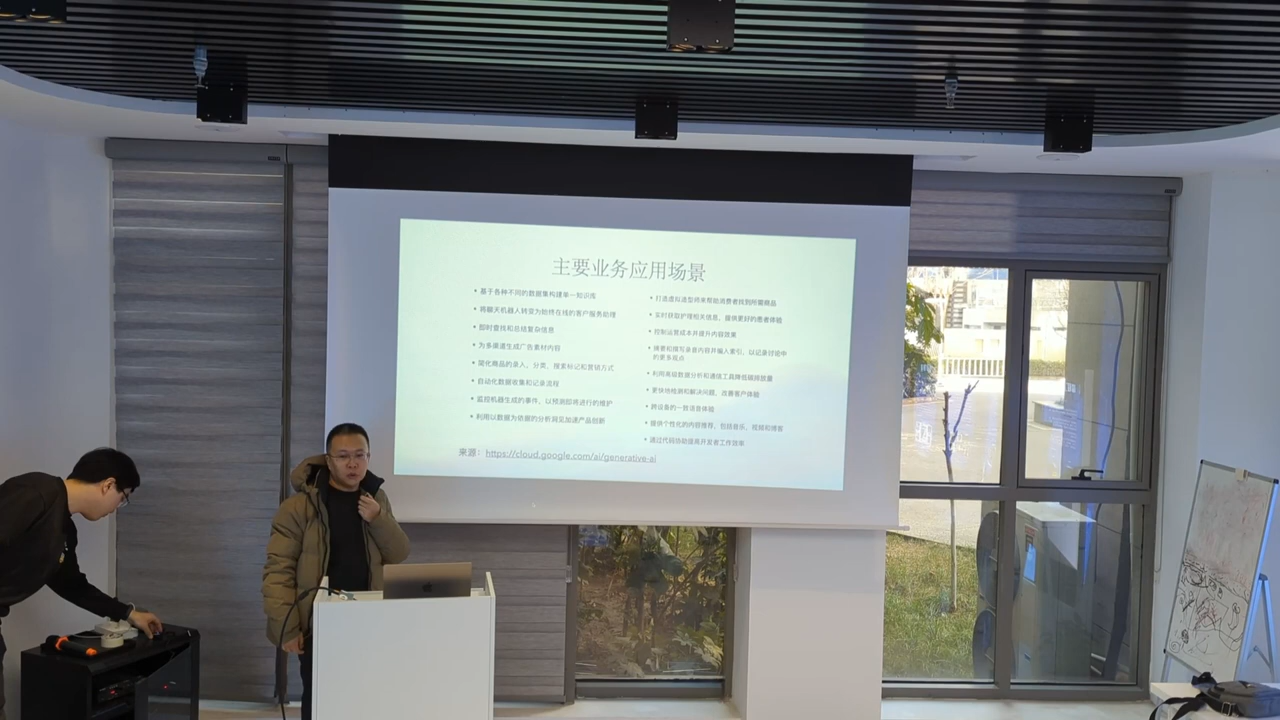 主要业务应用场景
• 基于各种不同的数据集构建单一知识库
• 将聊天机器人转变为始终在线的客户服务助理
• 即时查找和总结复杂信息
• 为多渠道生成广告素材内容
• 简化商品的录入、分类、搜索标记和营销方式
• 自动化数据收集和记录流程
• 监控机器生成的事件，以预测即将进行的维护
• 利用以数据为依据的分析洞见加速产品创新
• 打造虚拟造型师来帮助消费者找到所需商品
• 实时获取护理相关信息，提供更好的患者体验
• 控制运营成本并提升内容效果
• 摘要和撰写录音内容并编入索引，以记录讨论中
的更多观点
• 利用高级数据分析和通信工具降低碳排放量
• 更快地检测和解决问题，改善客户体验
• 跨设备的一致语音体验
• 提供个性化的内容推荐，包括音乐、视频和博客
• 通过代码协助提高开发者工作效率
来源：https://cloud.google.com/ai/generative-ai